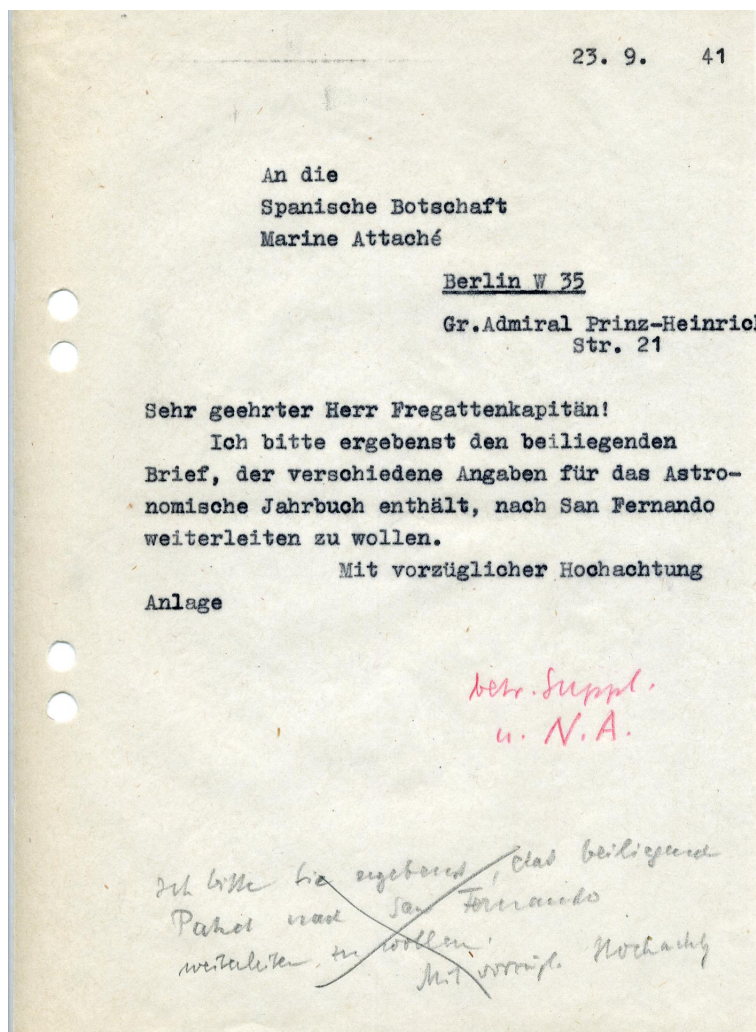 23. 9. 41
An die
Spanische Botschaft
Marine Attaché
Berlin W 35
Gr.Admiral Prinz-Heinrich
Str. 21
Sehr geehrter Herr Fregattenkapitän!
Ich bitte ergebenst den beiliegenden
Brief, der verschiedene Angaben für das Astro-
nomische Jahrbuch enthält, nach San Fernando
weiterleiten zu wollen.
Mit vorzüglicher Hochachtung
Anlage
betr. Suppl.
u. N.A.
Ich bitte Sie ergebenst, das beiliegende
Paket nach San Fernando
weiterleiten zu wollen.
Mit vorzügl. Hochachtg